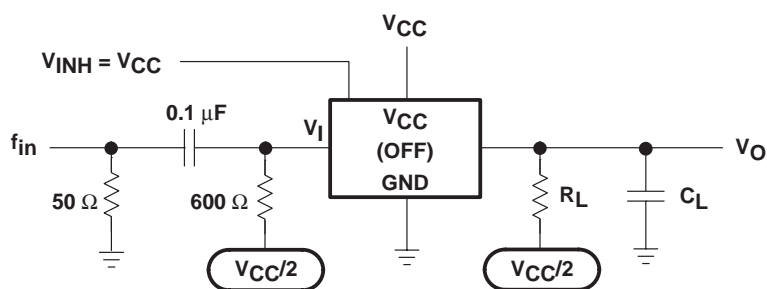 VCC
VINH = VCC
0.1 μF
fin
VI
VCC
(OFF)
GND
VO
50 Ω
600 Ω
RL
CL
VCC/2
VCC/2